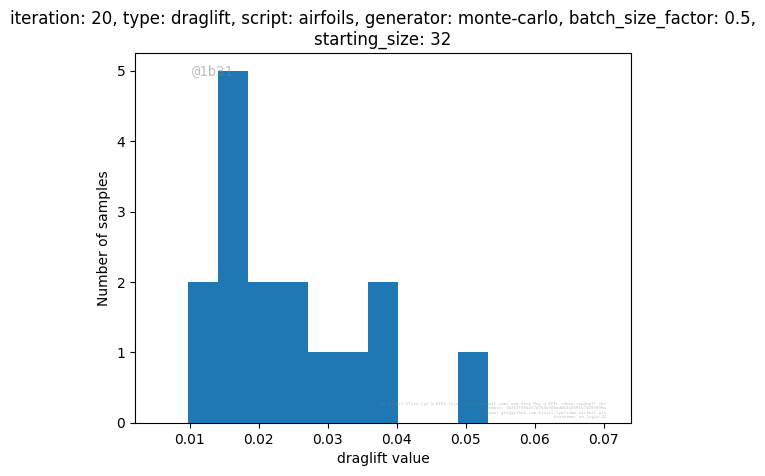 iteration: 20, type: draglift, script: airfoils, generator: monte-carlo, batch_size_factor: 0.5,
starting_size: 32
@1b31
5
4
3
2
1
0
Number of samples
0.01 0.02 0.03 0.04 0.05 0.06 0.07
draglift value